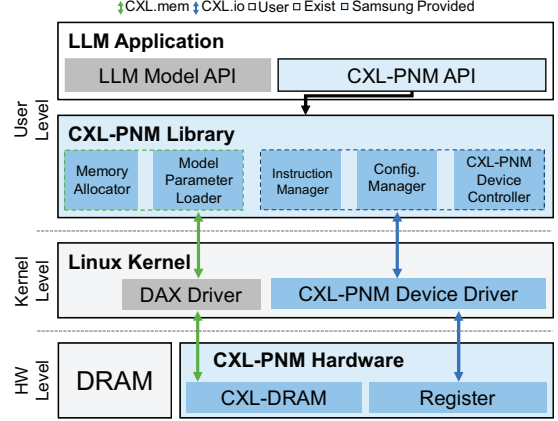 CXL.mem CXL.io User Exist Samsung Provided
LLM Application
LLM Model API
CXL-PNM API
User
Level
CXL-PNM Library
Memory
Allocator
Model
Parameter
Loader
Instruction
Manager
Config.
Manager
CXL-PNM
Device
Controller
Kernel
Level
Linux Kernel
DAX Driver
CXL-PNM Device Driver
HW
Level
DRAM
CXL-PNM Hardware
CXL-DRAM
Register